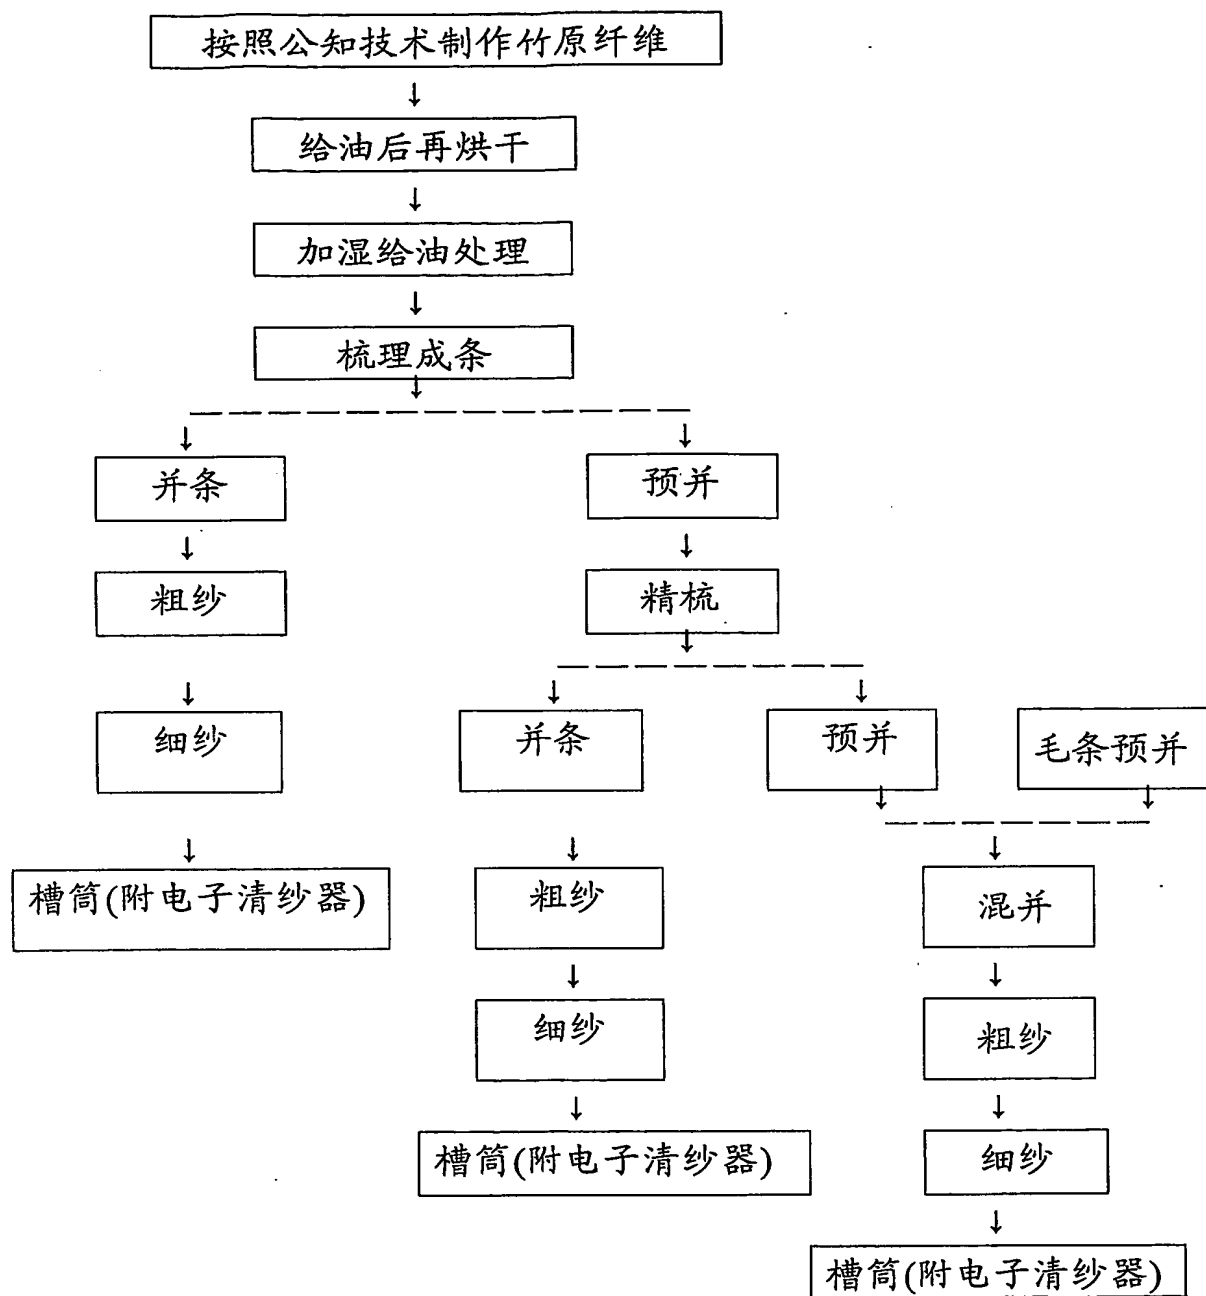 按照公知技术制作竹原纤维
给油后再烘干
加湿给油处理
梳理成条
并条
预并
粗纱
精梳
细纱
并条
预并
毛条预并
槽筒(附电子清纱器)
粗纱
混并
细纱
粗纱
槽筒(附电子清纱器)
细纱
槽筒(附电子清纱器)